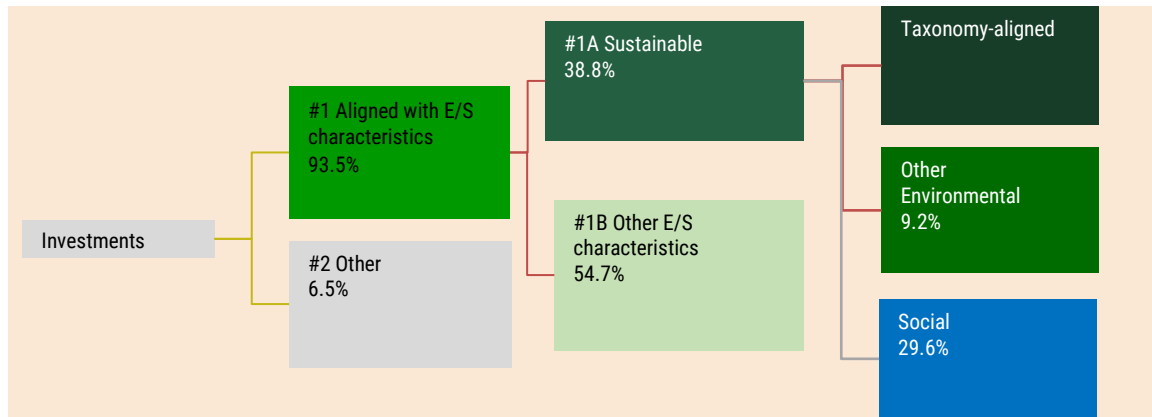 Investments
#1 Aligned with E/S
characteristics
93.5%
#2 Other
6.5%
#1A Sustainable
38.8%
#1B Other E/S
characteristics
54.7%
Taxonomy-aligned
Other
Environmental
9.2%
Social
29.6%